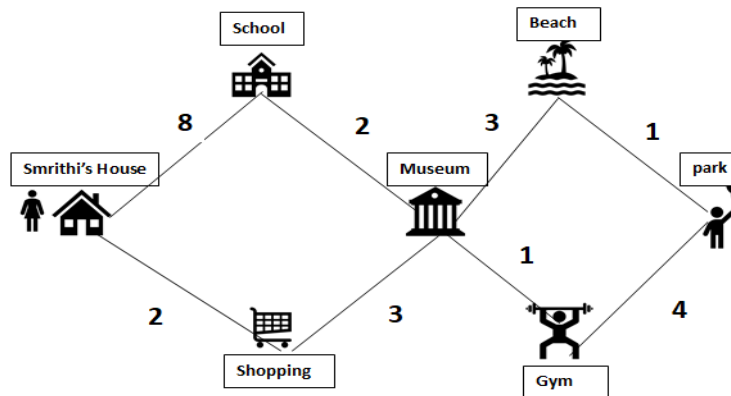 School
Beach
8
2
3
1
Smrithi's House
Museum
park
2
3
1
4
Shopping
Gym